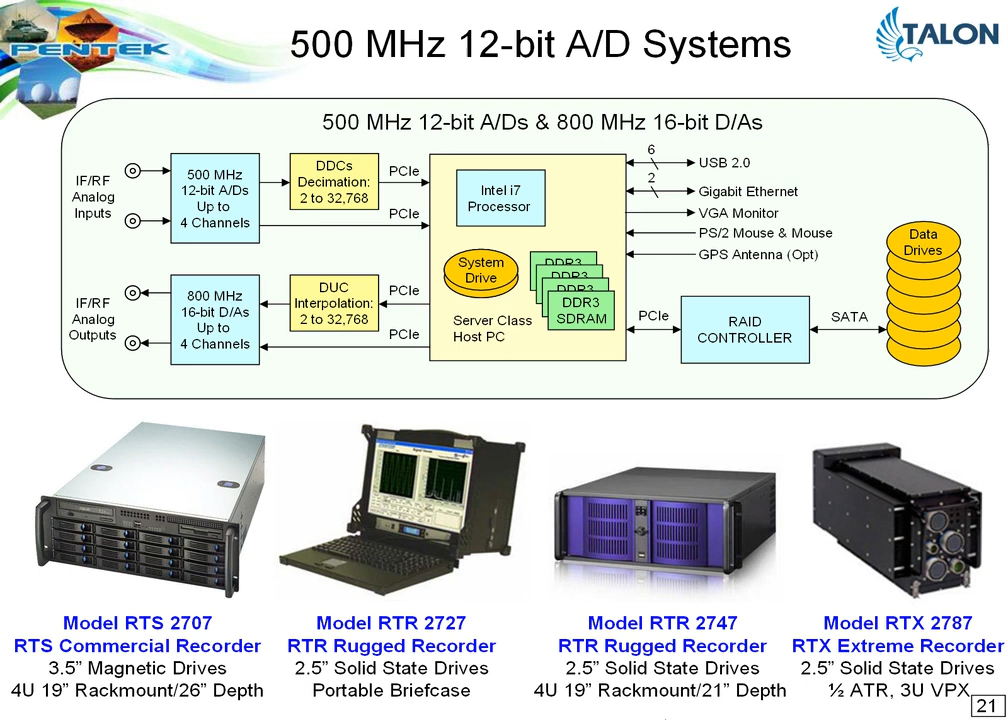 PENTEK
500 MHz 12-bit A/D Systems
TALON
500 MHz 12-bit A/Ds & 800 MHz 16-bit D/As
IF/RF
Analog
Inputs
500 MHz
12-bit A/Ds
Up to
4 Channels
DDCs
Decimation:
2 to 32,768
PCIe
PCIe
Intel i7
Processor
System
Drive
DDR3
DDR3
DDR3
DDR3
SDRAM
Server Class
Host PC
6
USB 2.0
2
Gigabit Ethernet
VGA Monitor
PS/2 Mouse & Mouse
GPS Antenna (Opt)
Data
Drives
IF/RF
Analog
Outputs
800 MHz
16-bit D/As
Up to
4 Channels
DUC
Interpolation:
2 to 32,768
PCIe
PCIe
PCIe
RAID
CONTROLLER
SATA
Model RTS 2707
RTS Commercial Recorder
3.5” Magnetic Drives
4U 19” Rackmount/26” Depth
Model RTR 2727
RTR Rugged Recorder
2.5” Solid State Drives
Portable Briefcase
Model RTR 2747
RTR Rugged Recorder
2.5” Solid State Drives
4U 19” Rackmount/21” Depth
Model RTX 2787
RTX Extreme Recorder
2.5” Solid State Drives
½ ATR, 3U VPX
21